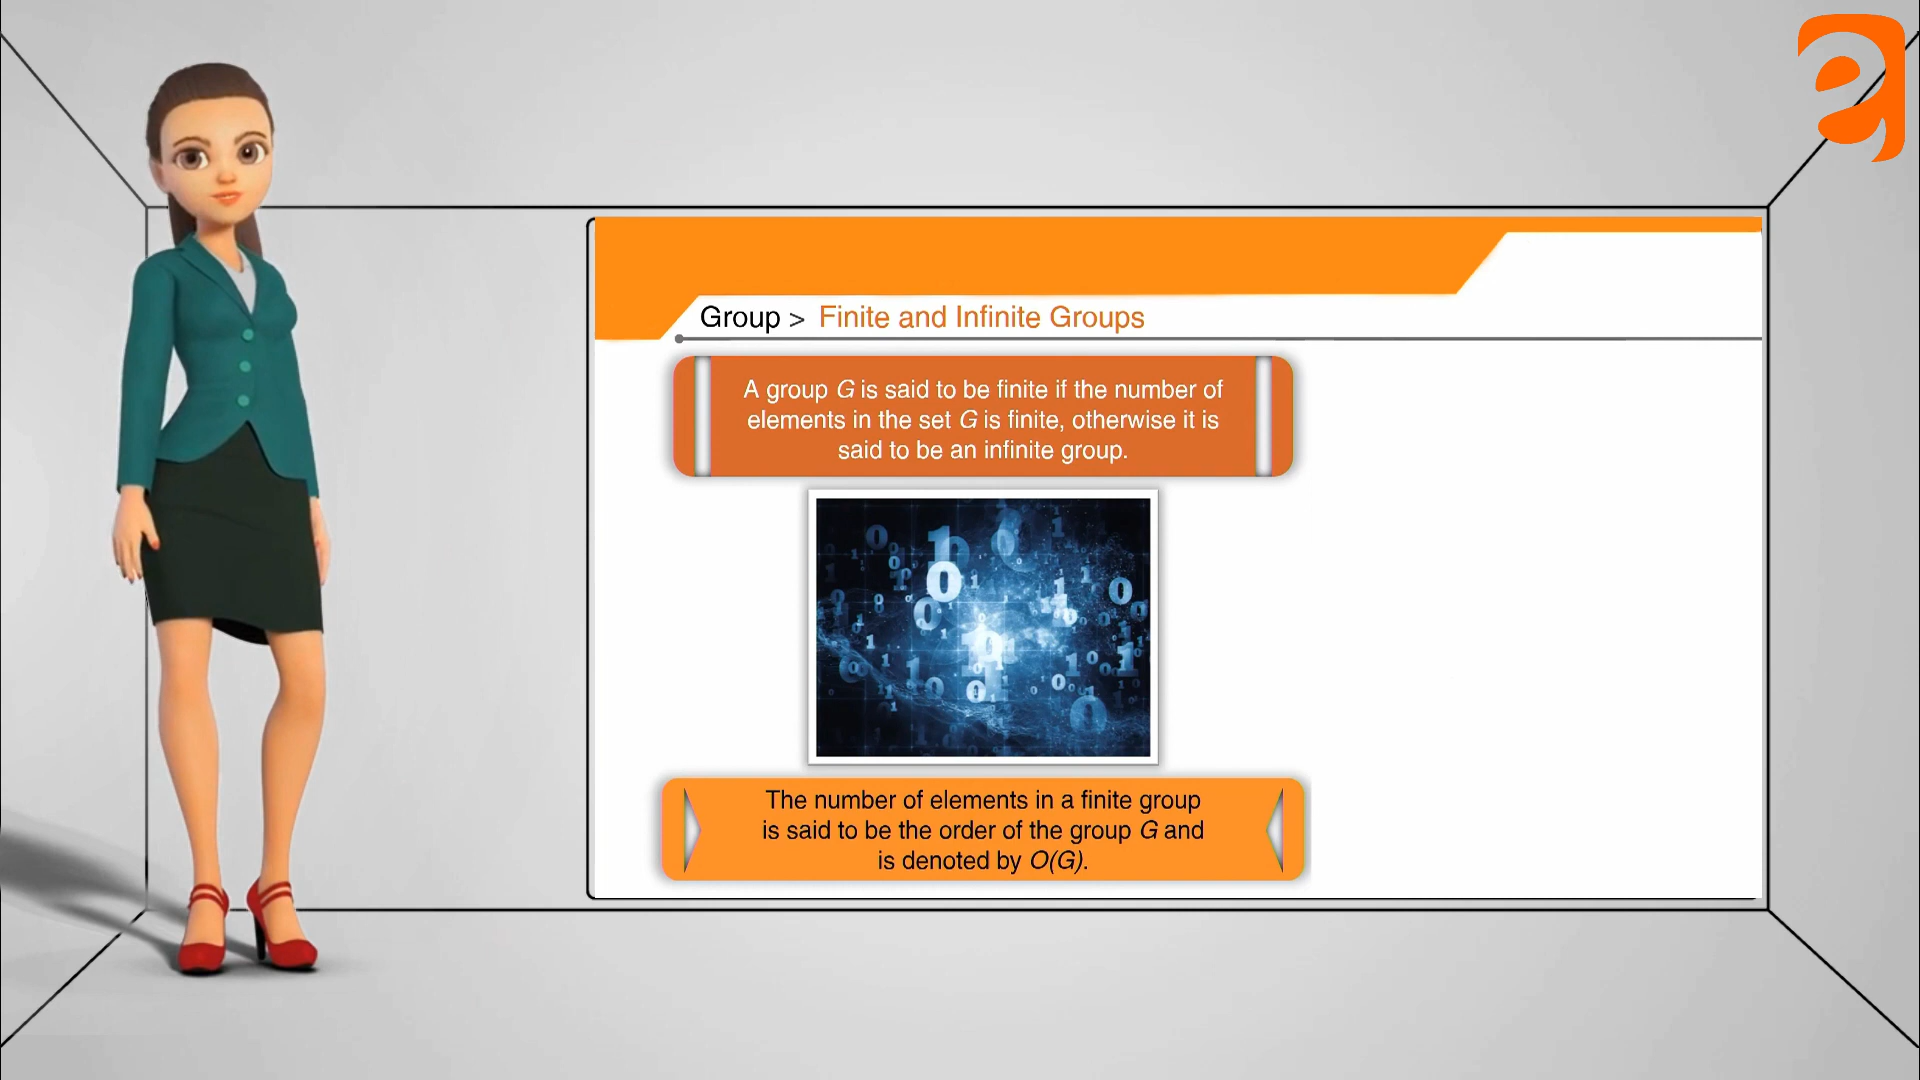 Group > Finite and Infinite Groups
A group G is said to be finite if the number of
elements in the set G is finite, otherwise it is
said to be an infinite group.
The number of elements in a finite group
is said to be the order of the group G and
is denoted by O(G).